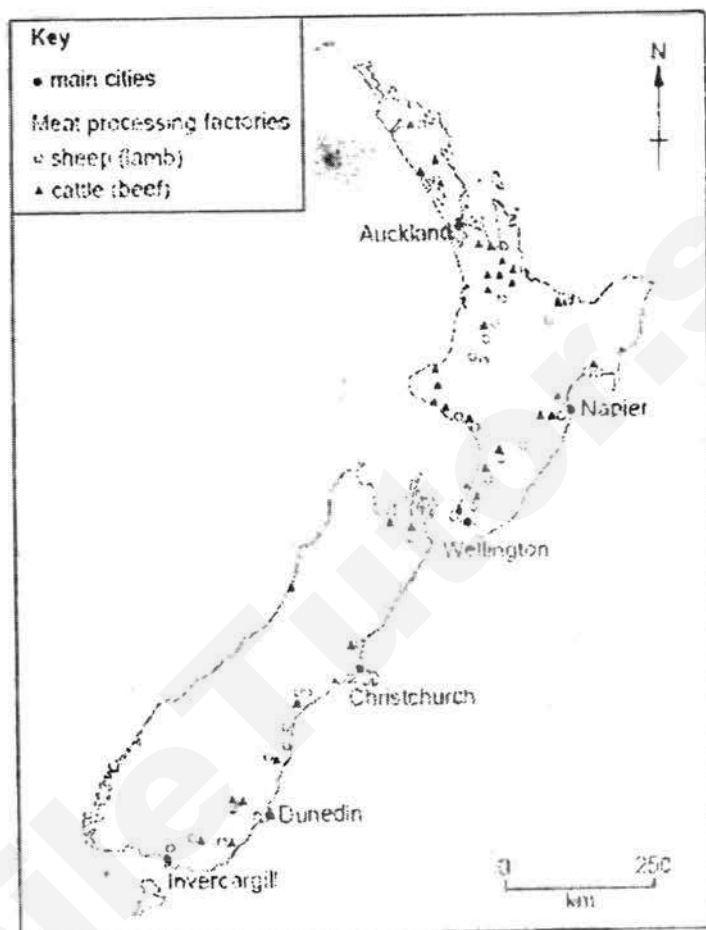 Key
main cities
Meat processing factories
sheep (lamb)
cattle (beef)
N
Auckland
Napier
Wellington
Christchurch
Dunedin
Invercargill
0 250
km